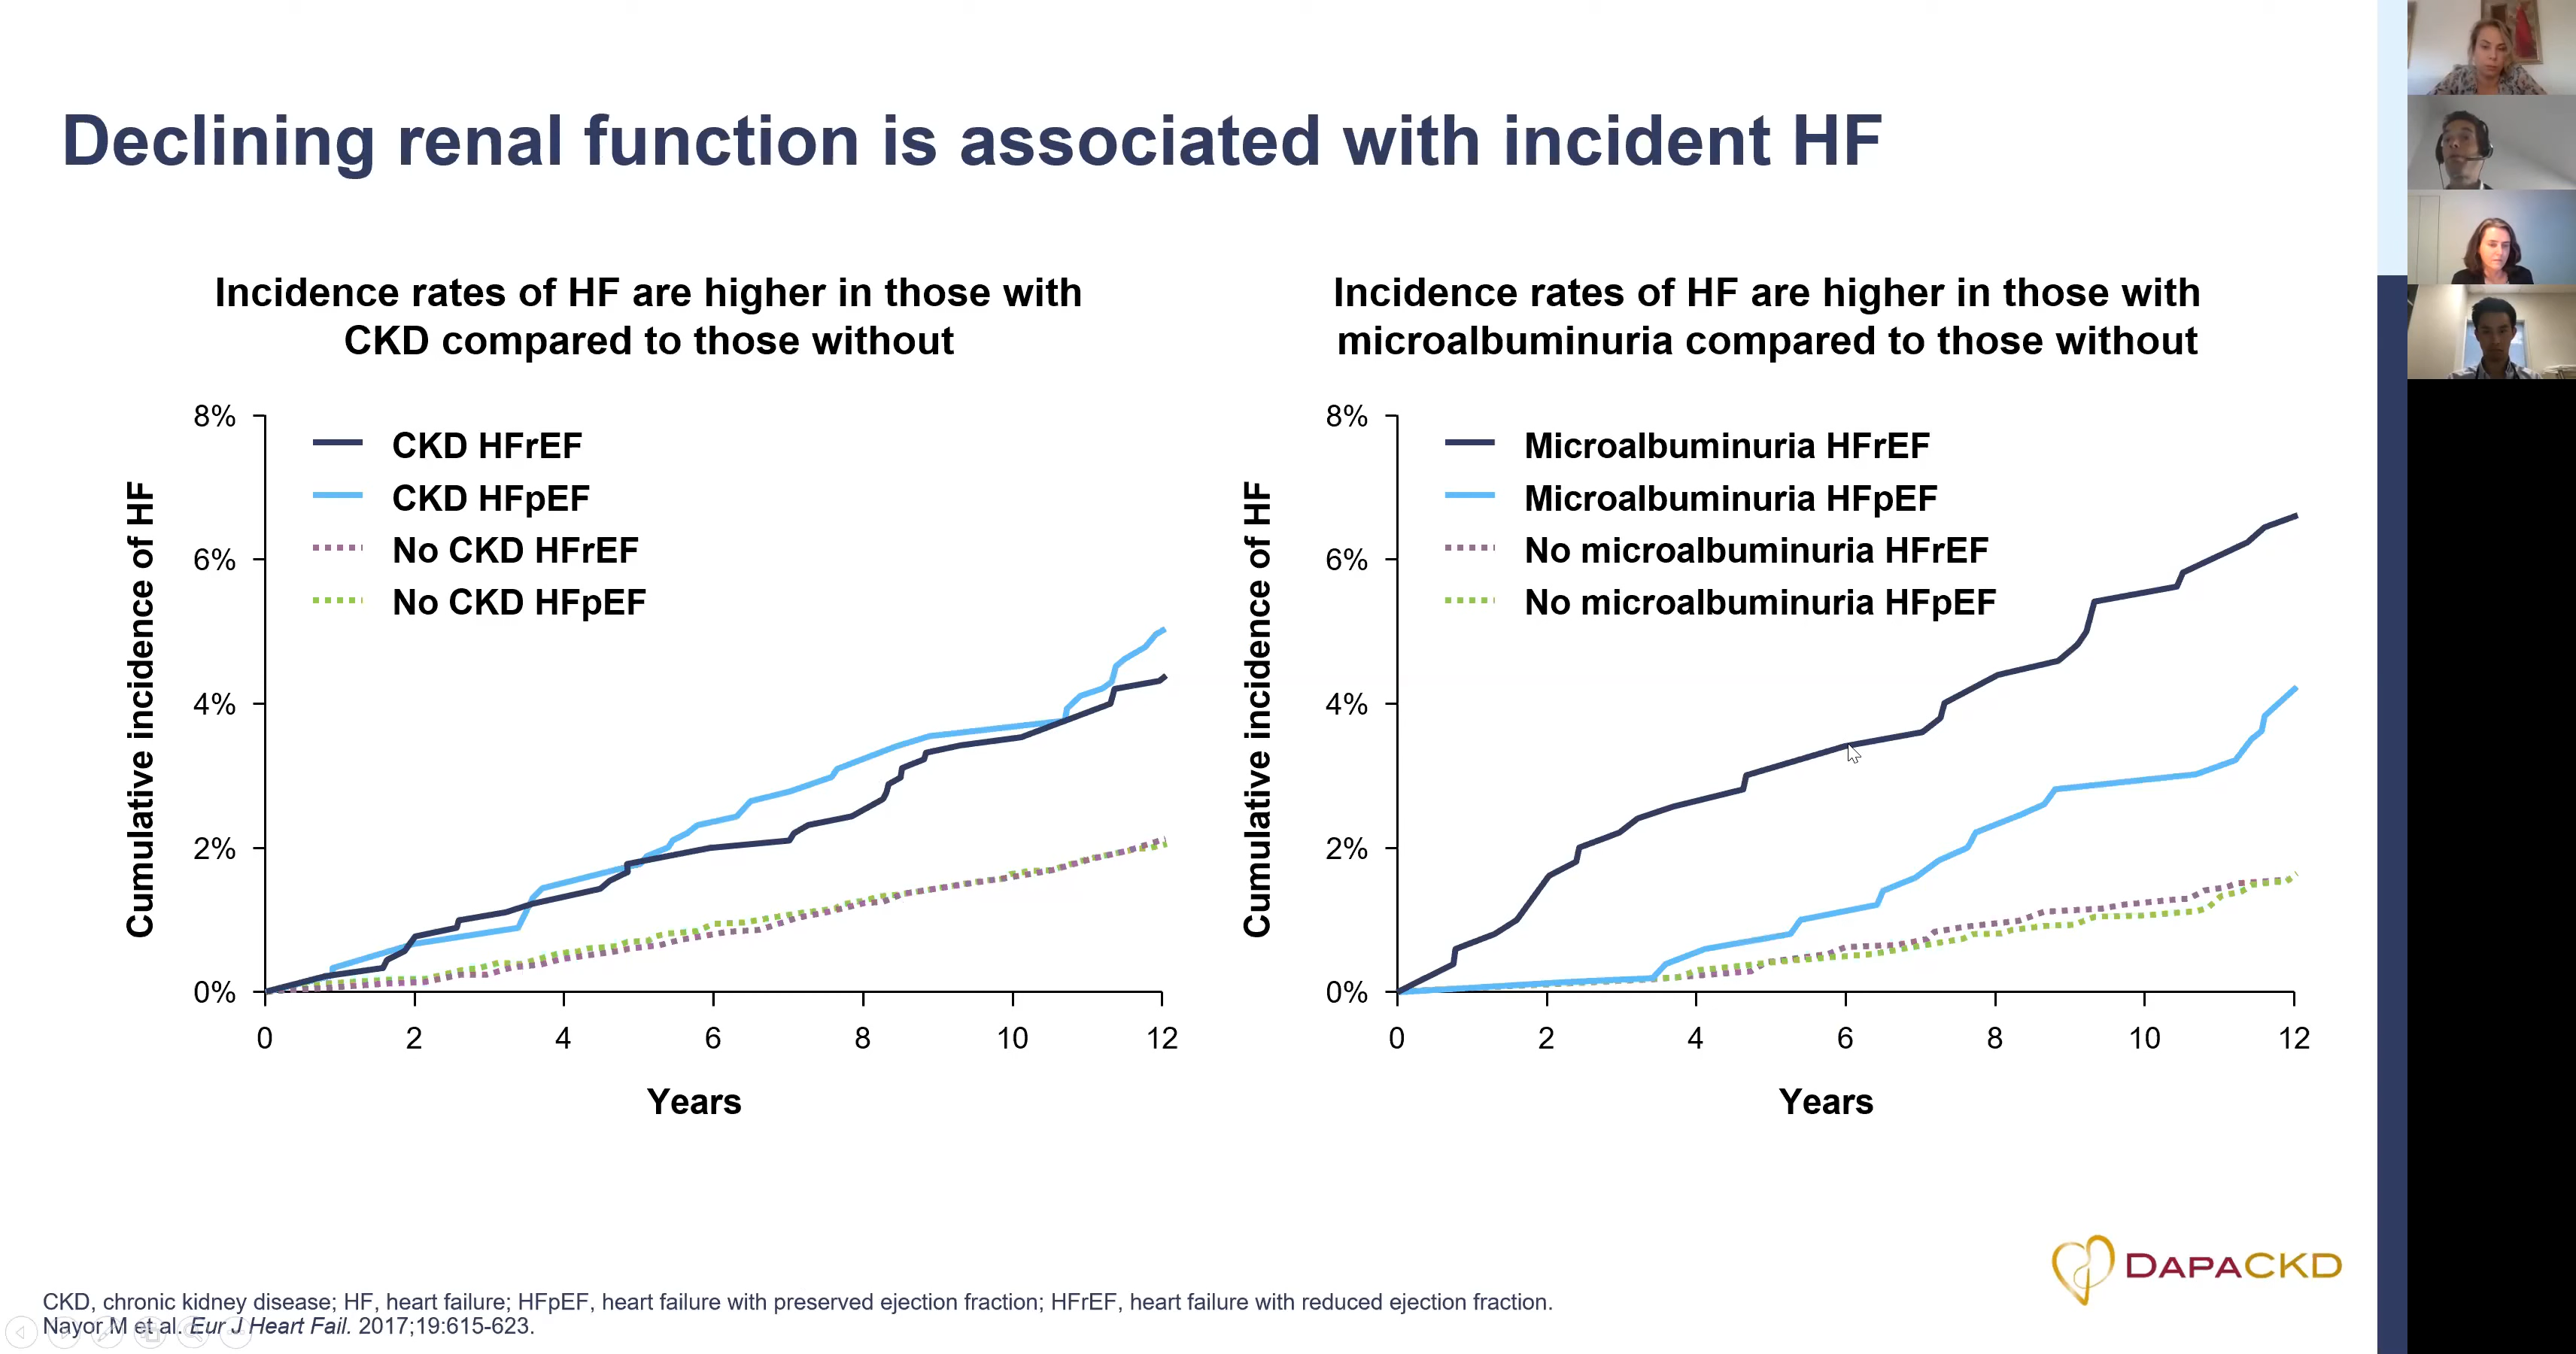 Declining renal function is associated with incident HF
Incidence rates of HF are higher in those with
CKD compared to those without
8%
6%
4%
2%
0%
Cumulative incidence of HF
CKD HFrEF
CKD HFpEF
No CKD HFrEF
No CKD HFpEF
0 2 4 6 8 10 12
Years
Incidence rates of HF are higher in those with
microalbuminuria compared to those without
8%
6%
4%
2%
0%
Cumulative incidence of HF
Microalbuminuria HFrEF
Microalbuminuria HFpEF
No microalbuminuria HFrEF
No microalbuminuria HFpEF
0 2 4 6 8 10 12
Years
DAPACKD
CKD, chronic kidney disease; HF, heart failure; HFpEF, heart failure with preserved ejection fraction; HFrEF, heart failure with reduced ejection fraction.
Nayor M et al. Eur J Heart Fail. 2017;19:615-623.